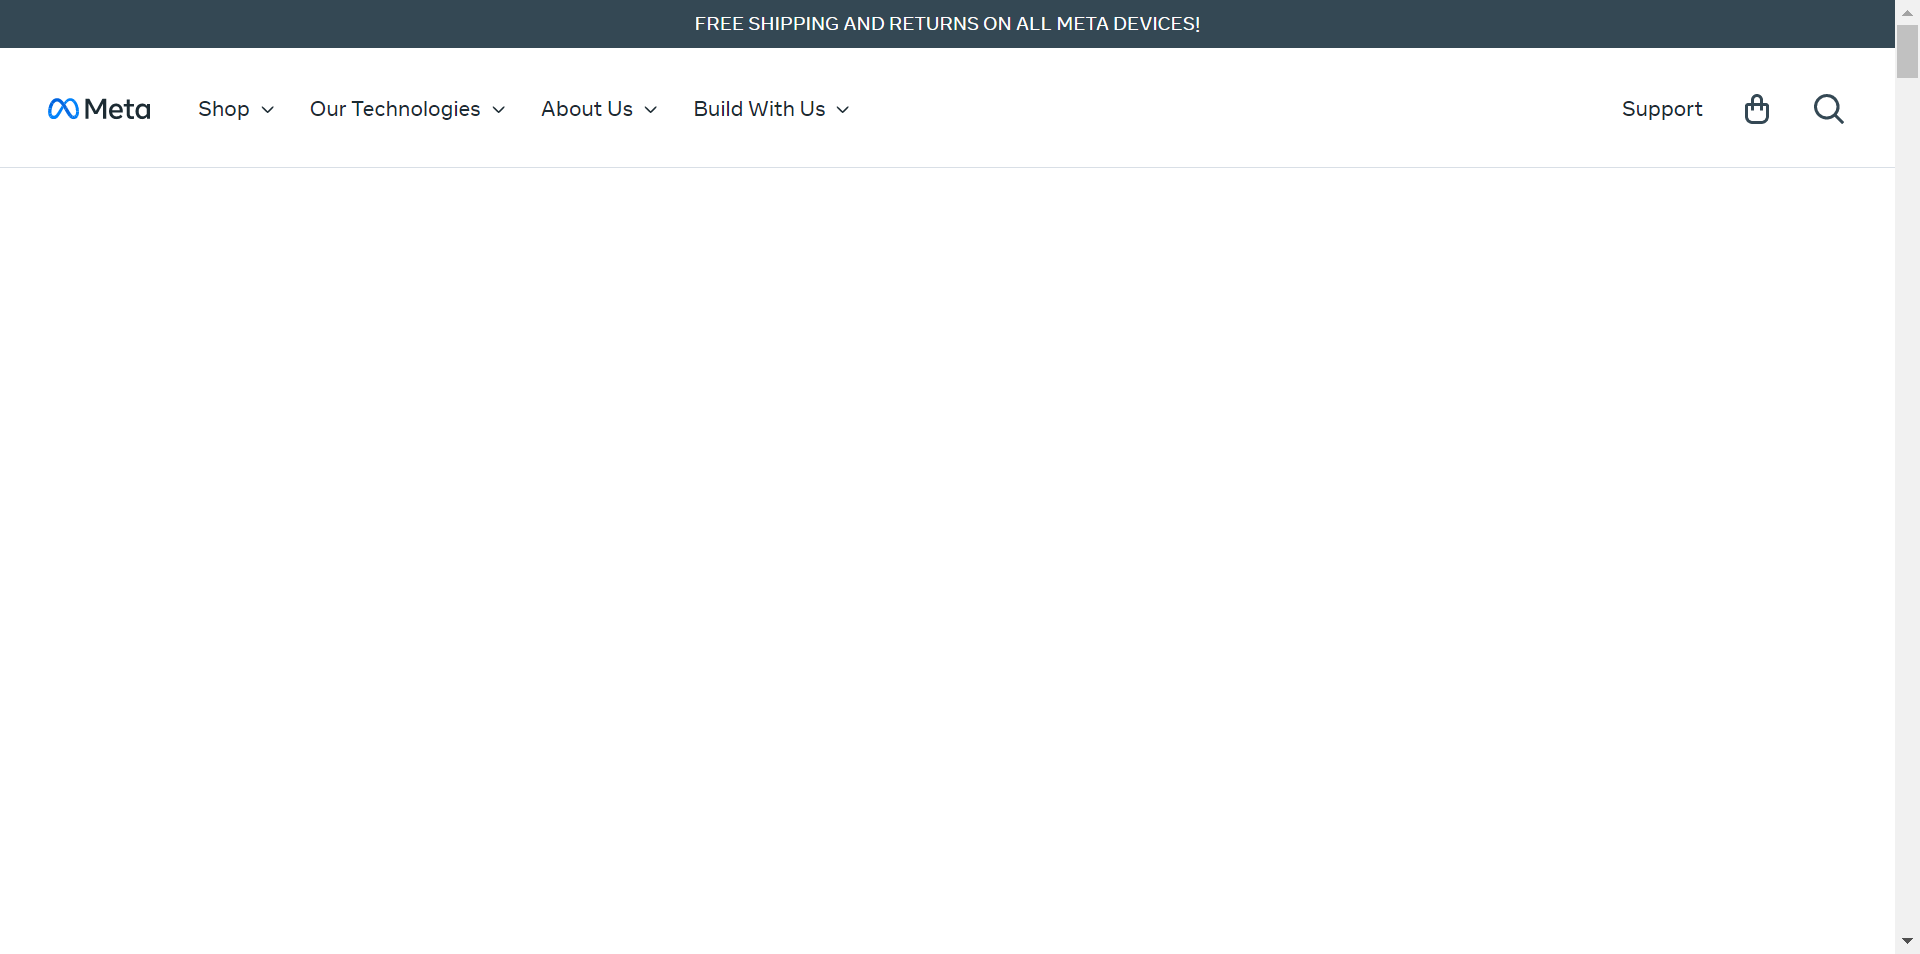 FREE SHIPPING AND RETURNS ON ALL META DEVICES!
Meta Shop Our Technologies About Us Build With Us Support